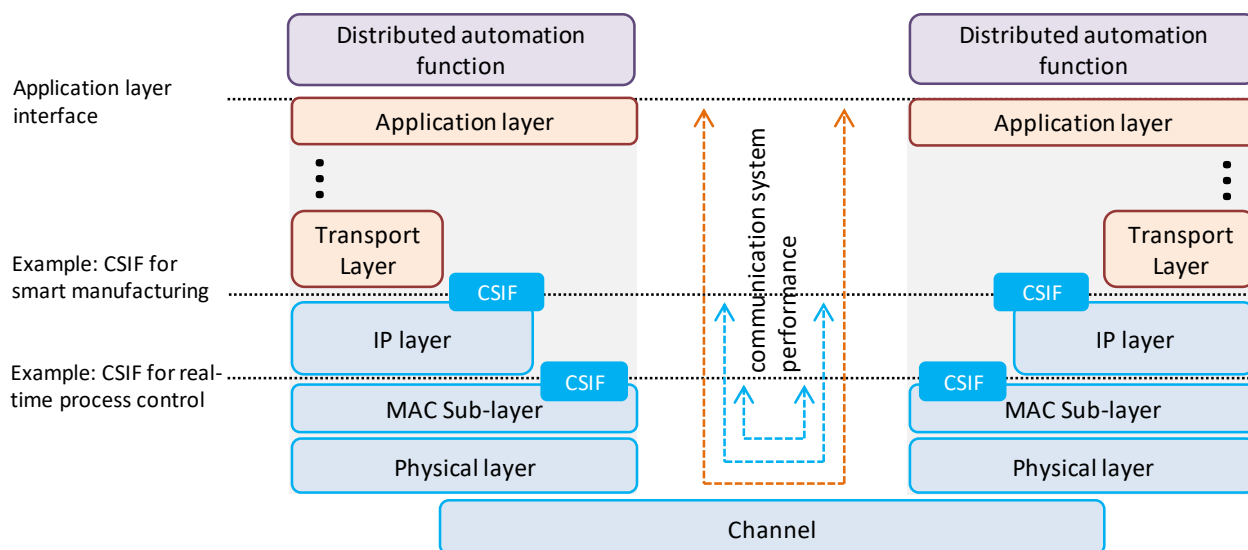 Distributed automation
function
Distributed automation
function
Application layer
interface
Application layer
Application layer
communication system
performance
Transport
Layer
Transport
Layer
Example: CSIF for
smart manufacturing
CSIF
CSIF
IP layer
IP layer
Example: CSIF for real-
time process control
CSIF
CSIF
MAC Sub-layer
MAC Sub-layer
Physical layer
Physical layer
Channel